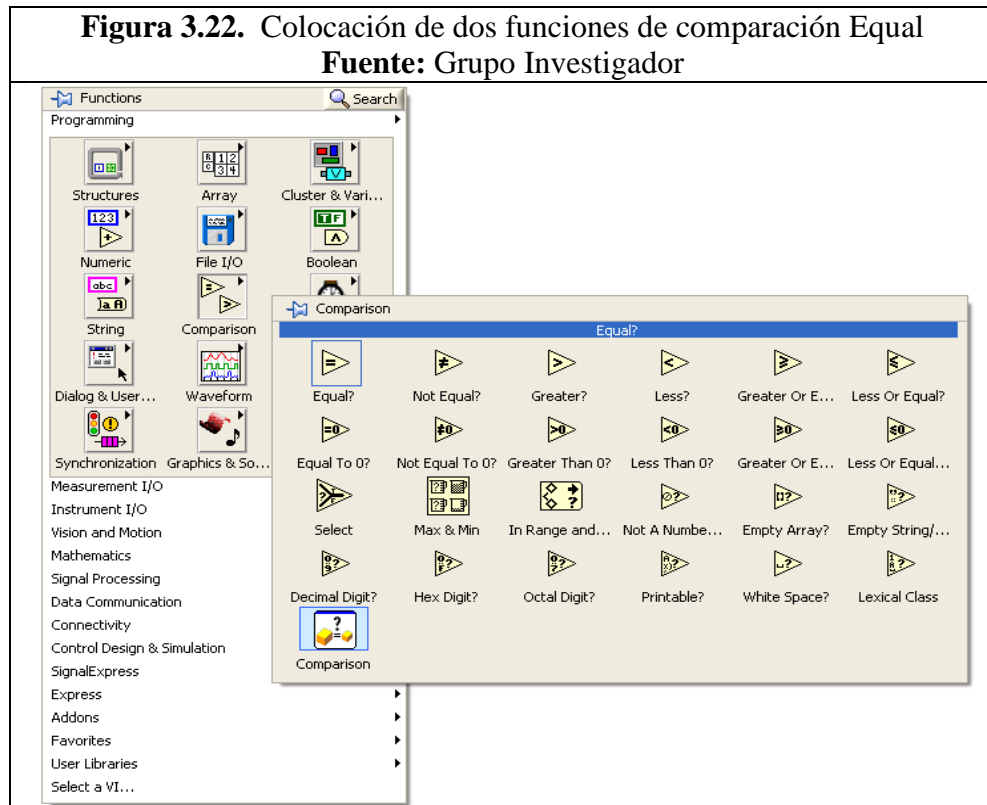 Figura 3.22. Colocación de dos funciones de comparación Equal
Fuente: Grupo Investigador
Functions Search
Programming
Structures Array Cluster & Vari...
123
Numeric File I/O Boolean
abc
String Comparison
Dialog & User... Waveform
Synchronization Graphics & So...
Measurement I/O
Instrument I/O
Vision and Motion
Mathematics
Signal Processing
Data Communication
Connectivity
Control Design & Simulation
SignalExpress
Express
Addons
Favorites
User Libraries
Select a VI...
Comparison
Equal?
Equal? Not Equal? Greater? Less? Greater Or E... Less Or Equal?
Equal To 0? Not Equal To 0? Greater Than 0? Less Than 0? Greater Or E... Less Or Equal...
Select Max & Min In Range and... Not A Numbe... Empty Array? Empty String/...
Decimal Digit? Hex Digit? Octal Digit? Printable? White Space? Lexical Class
Comparison